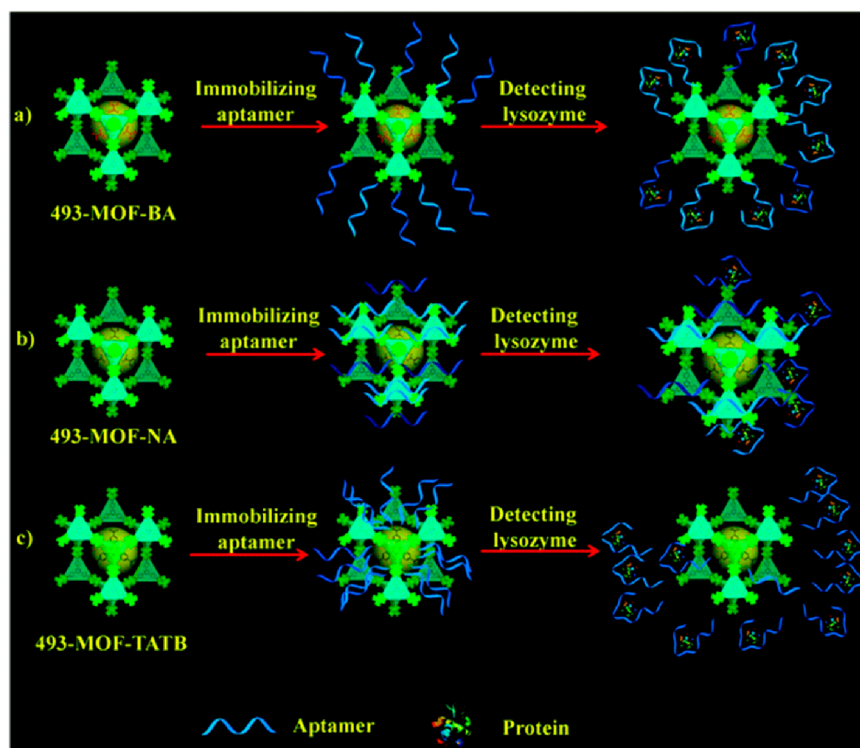 a)
Immobilizing
aptamer
Detecting
lysozyme
493-MOF-BA
b)
Immobilizing
aptamer
Detecting
lysozyme
493-MOF-NA
c)
Immobilizing
aptamer
Detecting
lysozyme
493-MOF-TATB
Aptamer
Protein